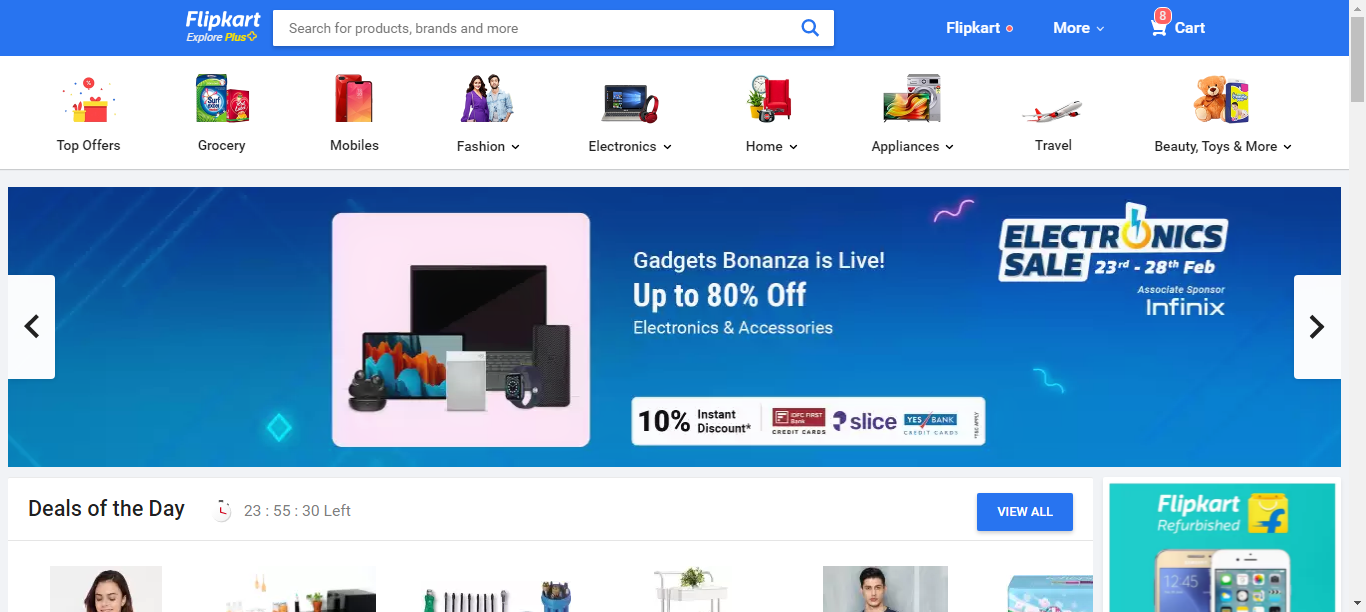 Flipkart
Explore Plus
Search for products, brands and more
Flipkart
More
8
Cart
Top Offers
Grocery
Mobiles
Fashion
Electronics
Home
Appliances
Travel
Beauty, Toys & More
Surf excel
ELECTRONICS
SALE 23rd - 28th Feb
Associate Sponsor
Infinix
Gadgets Bonanza is Live!
Up to 80% Off
Electronics & Accessories
10% Instant Discount*
IDFC FIRST Bank
CREDIT CARDS
slice
YES BANK
CREDIT CARDS
*T&C APPLY
Deals of the Day
23 : 55 : 30 Left
VIEW ALL
Flipkart
Refurbished
12:45